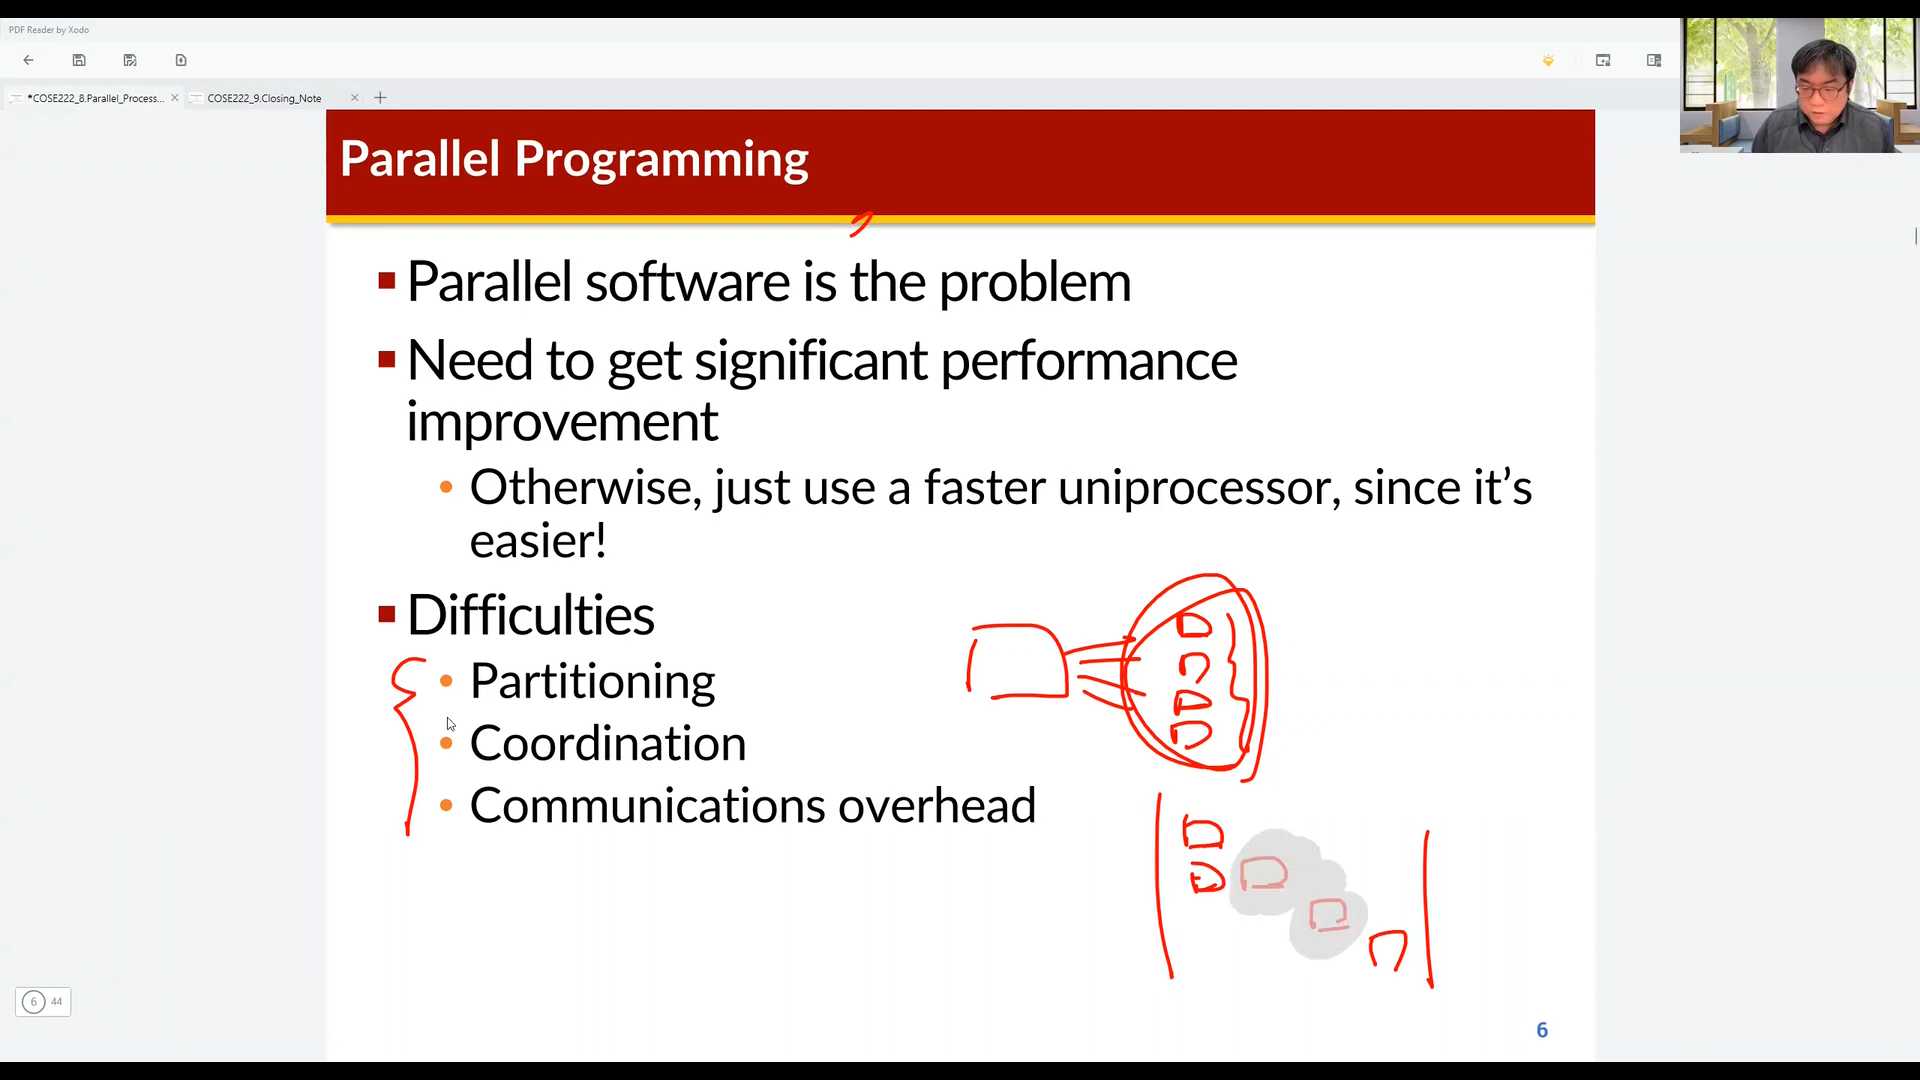 PDF Reader by Xodo
*COSE222_8.Parallel_Process...
COSE222_9.Closing_Note
Parallel Programming
Parallel software is the problem
Need to get significant performance
improvement
Otherwise, just use a faster uniprocessor, since it’s
easier!
Difficulties
Partitioning
Coordination
Communications overhead
6 44
6